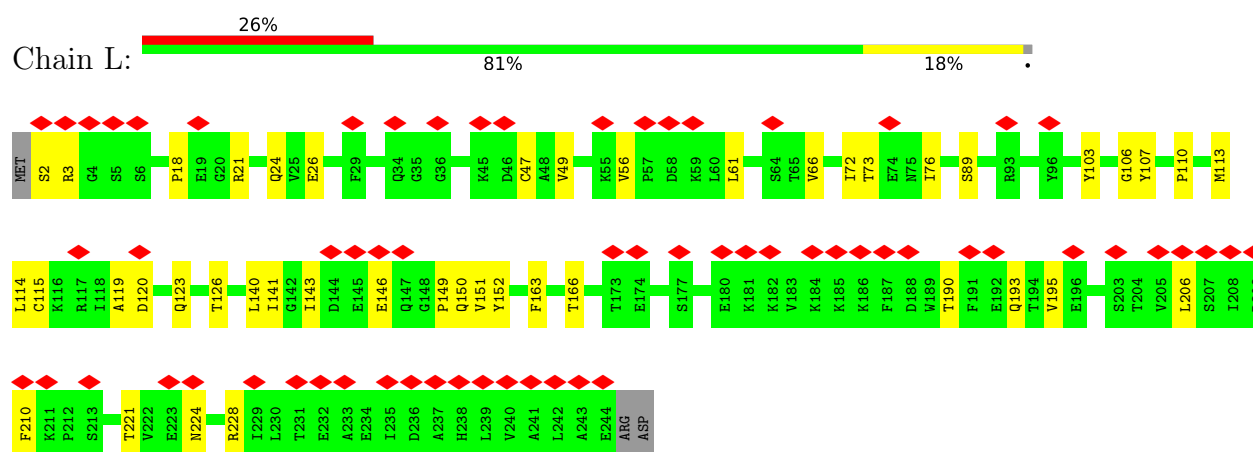 26%
Chain L:
81% 18% •
MET S2 R3 G4 S5 S6 P18 E19 G20 R21 Q24 V25 E26 F29 Q34 G35 G36 K45 D46 C47 A48 V49 K55 V56 P57 D58 K59 L60 L61 S64 T65 V66 I72 T73 E74 N75 I76 S89 R93 Y96 Y103 G106 Y107 P110 M113
L114 C115 K116 R117 I118 A119 D120 Q123 T126 L140 I141 G142 I143 D144 E145 E146 Q147 G148 P149 Q150 V151 Y152 F163 T166 T173 E174 S177 E180 K181 K182 V183 K184 K185 K186 F187 D188 W189 T190 F191 E192 Q193 T194 V195 E196 S203 T204 V205 L206 S207 I208
F210 K211 P212 S213 T221 V222 E223 N224 R228 I229 L230 T231 E232 A233 E234 I235 D236 A237 H238 L239 V240 A241 L242 A243 E244 ARG ASP